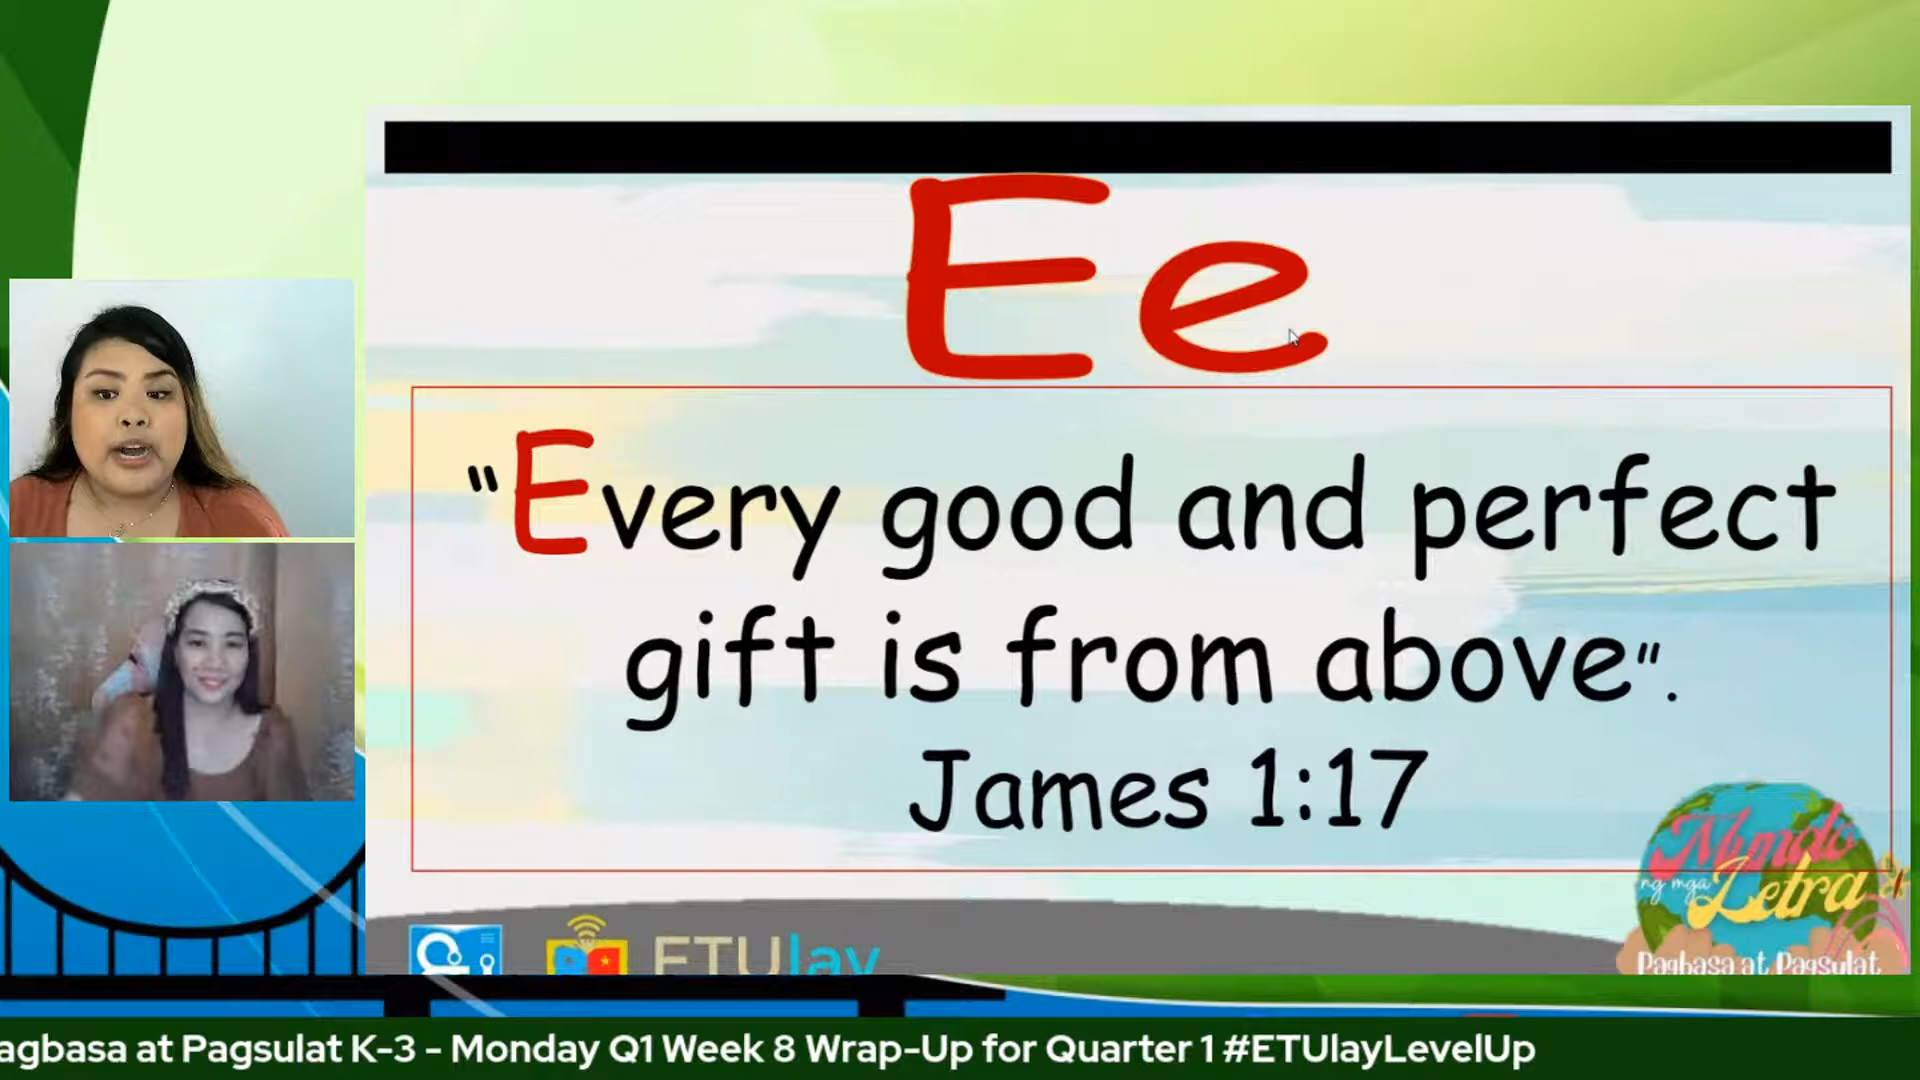 Ee
"Every good and perfect
gift is from above".
James 1:17
Mundo
ng mga
Letra
Pagbasa at Pagsulat
ETUlay
agbasa at Pagsulat K-3 - Monday Q1 Week 8 Wrap-Up for Quarter 1 #ETUlayLevelUp